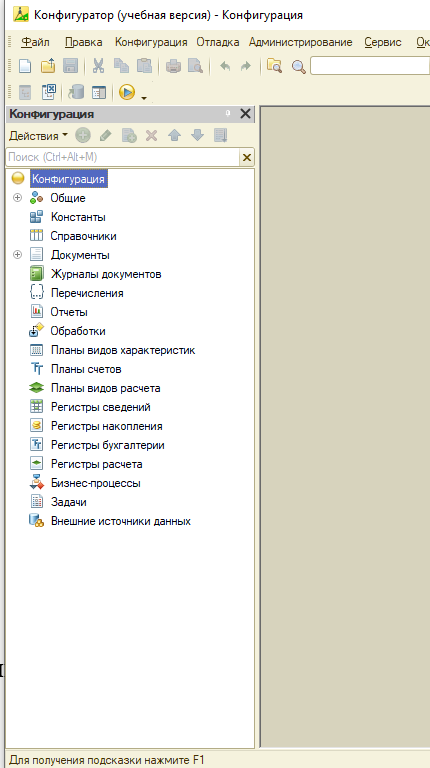 Конфигуратор (учебная версия) - Конфигурация
Файл Правка Конфигурация Отладка Администрирование Сервис Ок
Конфигурация
Действия
Поиск (Ctrl+Alt+M)
Конфигурация
Общие
Константы
Справочники
Документы
Журналы документов
Перечисления
Отчеты
Обработки
Планы видов характеристик
Планы счетов
Планы видов расчета
Регистры сведений
Регистры накопления
Регистры бухгалтерии
Регистры расчета
Бизнес-процессы
Задачи
Внешние источники данных
Для получения подсказки нажмите F1